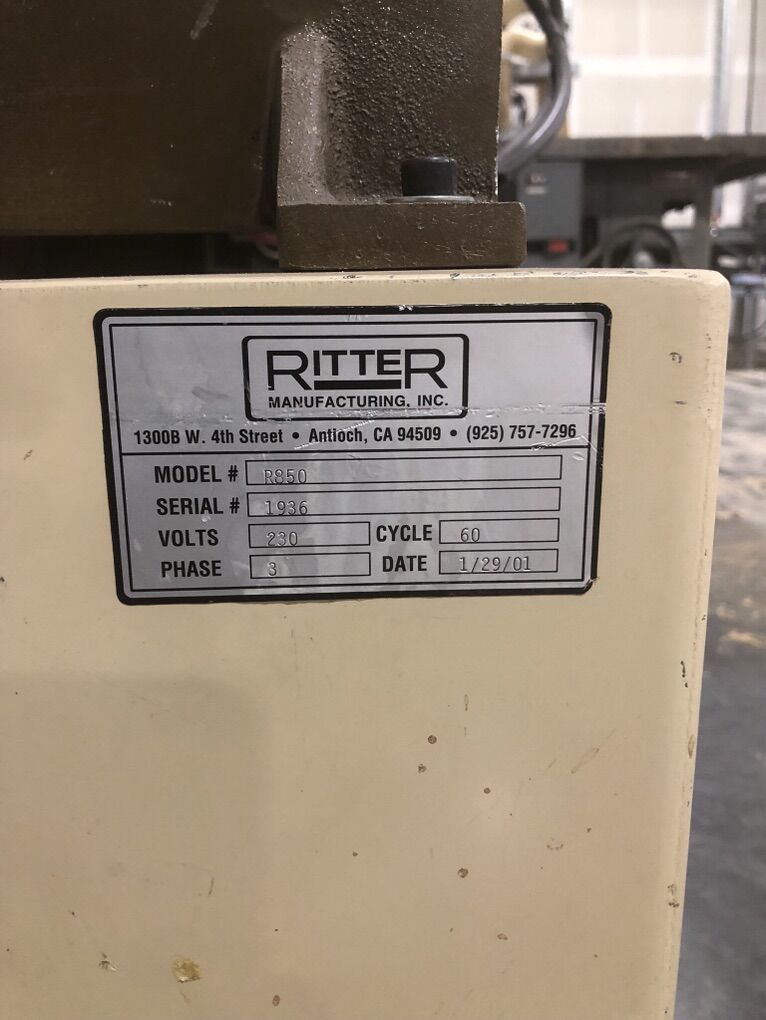 RITTER
MANUFACTURING, INC.
1300B W. 4th Street • Antioch, CA 94509 • (925) 757-7296
MODEL # R850
SERIAL # 1936
VOLTS 230 CYCLE 60
PHASE 3 DATE 1/29/01